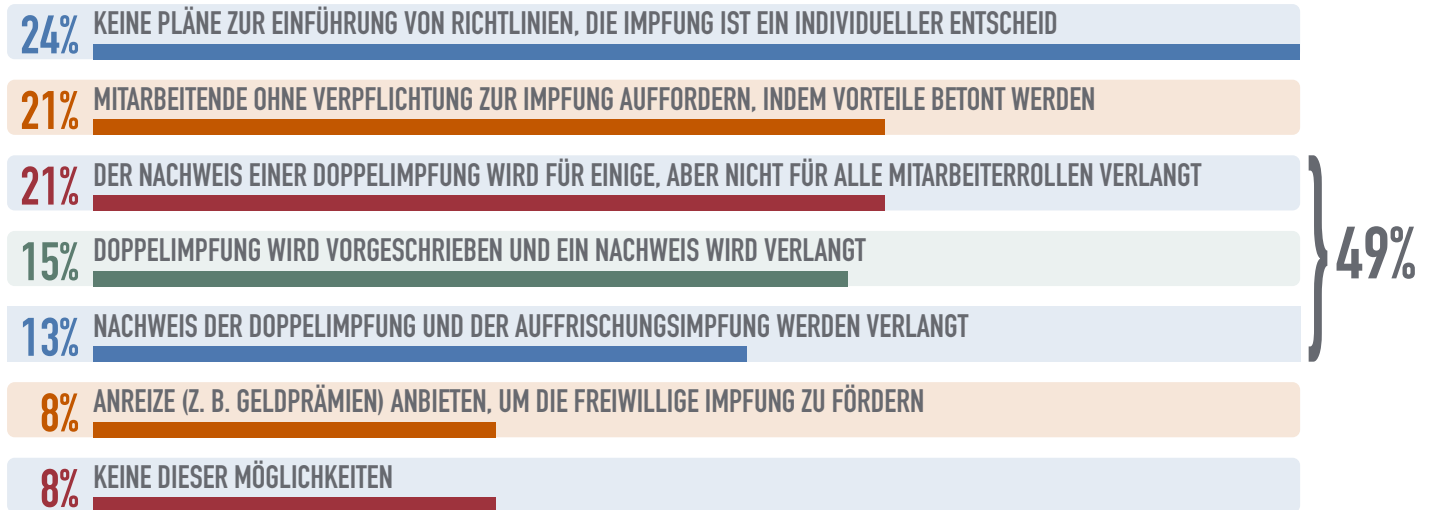 24% KEINE PLÄNE ZUR EINFÜHRUNG VON RICHTLINIEN, DIE IMPFUNG IST EIN INDIVIDUELLER ENTSCHEID
21% MITARBEITENDE OHNE VERPFLICHTUNG ZUR IMPFUNG AUFFORDERN, INDEM VORTEILE BETONT WERDEN
21% DER NACHWEIS EINER DOPPELIMPFUNG WIRD FÜR EINIGE, ABER NICHT FÜR ALLE MITARBEITERROLLEN VERLANGT
15% DOPPELIMPFUNG WIRD VORGESCHRIEBEN UND EIN NACHWEIS WIRD VERLANGT
49%
13% NACHWEIS DER DOPPELIMPFUNG UND DER AUFFRISCHUNGSIMPFUNG WERDEN VERLANGT
8% ANREIZE (Z. B. GELDPRÄMIEN) ANBIETEN, UM DIE FREIWILLIGE IMPFUNG ZU FÖRDERN
8% KEINE DIESER MÖGLICHKEITEN